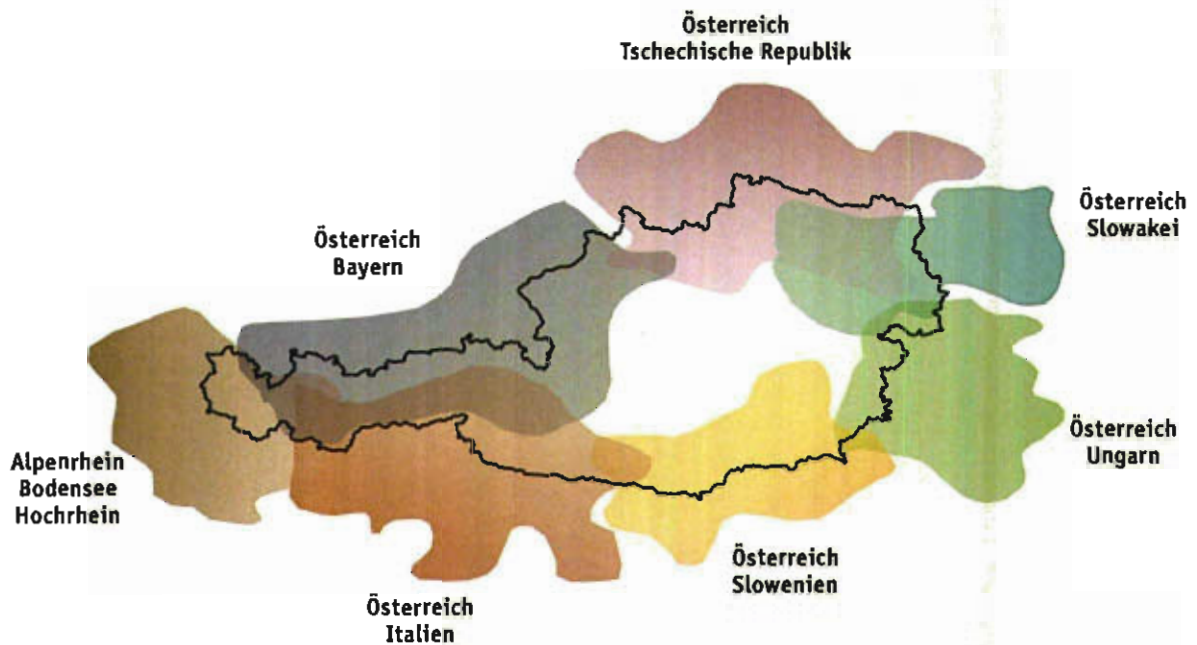 Österreich
Tschechische Republik
Österreich
Slowakei
Österreich
Bayern
Österreich
Ungarn
Alpenrhein
Bodensee
Hochrhein
Österreich
Slowenien
Österreich
Italien